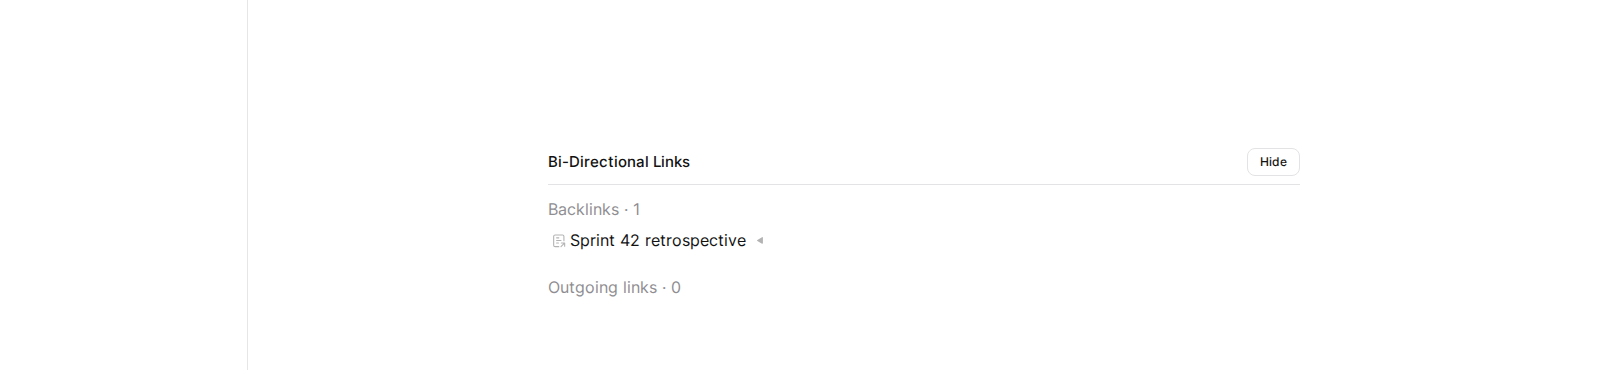 Bi-Directional Links
Hide
Backlinks · 1
Sprint 42 retrospective
Outgoing links · 0